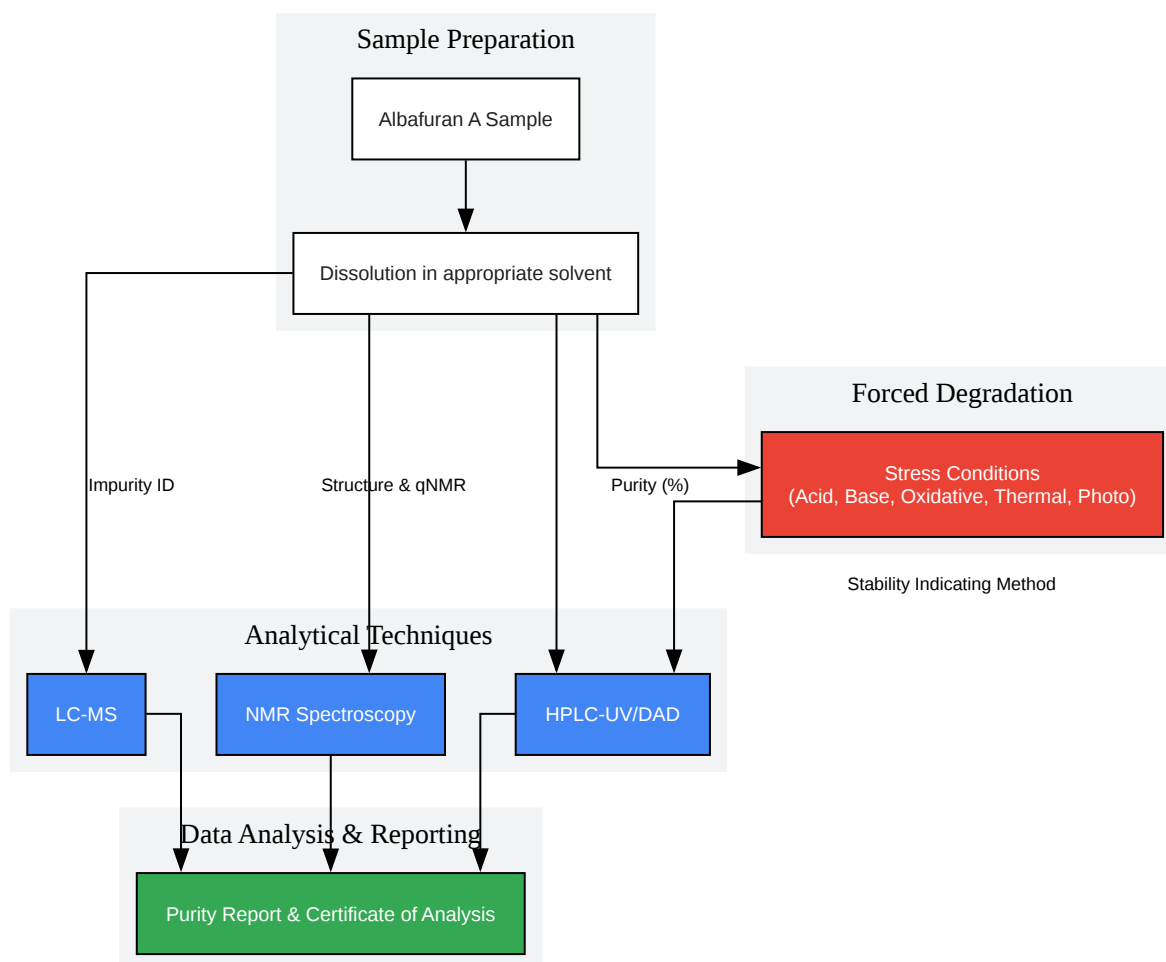 Sample Preparation
Albafuran A Sample
Dissolution in appropriate solvent
Forced Degradation
Stress Conditions
(Acid, Base, Oxidative, Thermal, Photo)
Impurity ID
Structure & qNMR
Purity (%)
Stability Indicating Method
Analytical Techniques
LC-MS
NMR Spectroscopy
HPLC-UV/DAD
Data Analysis & Reporting
Purity Report & Certificate of Analysis